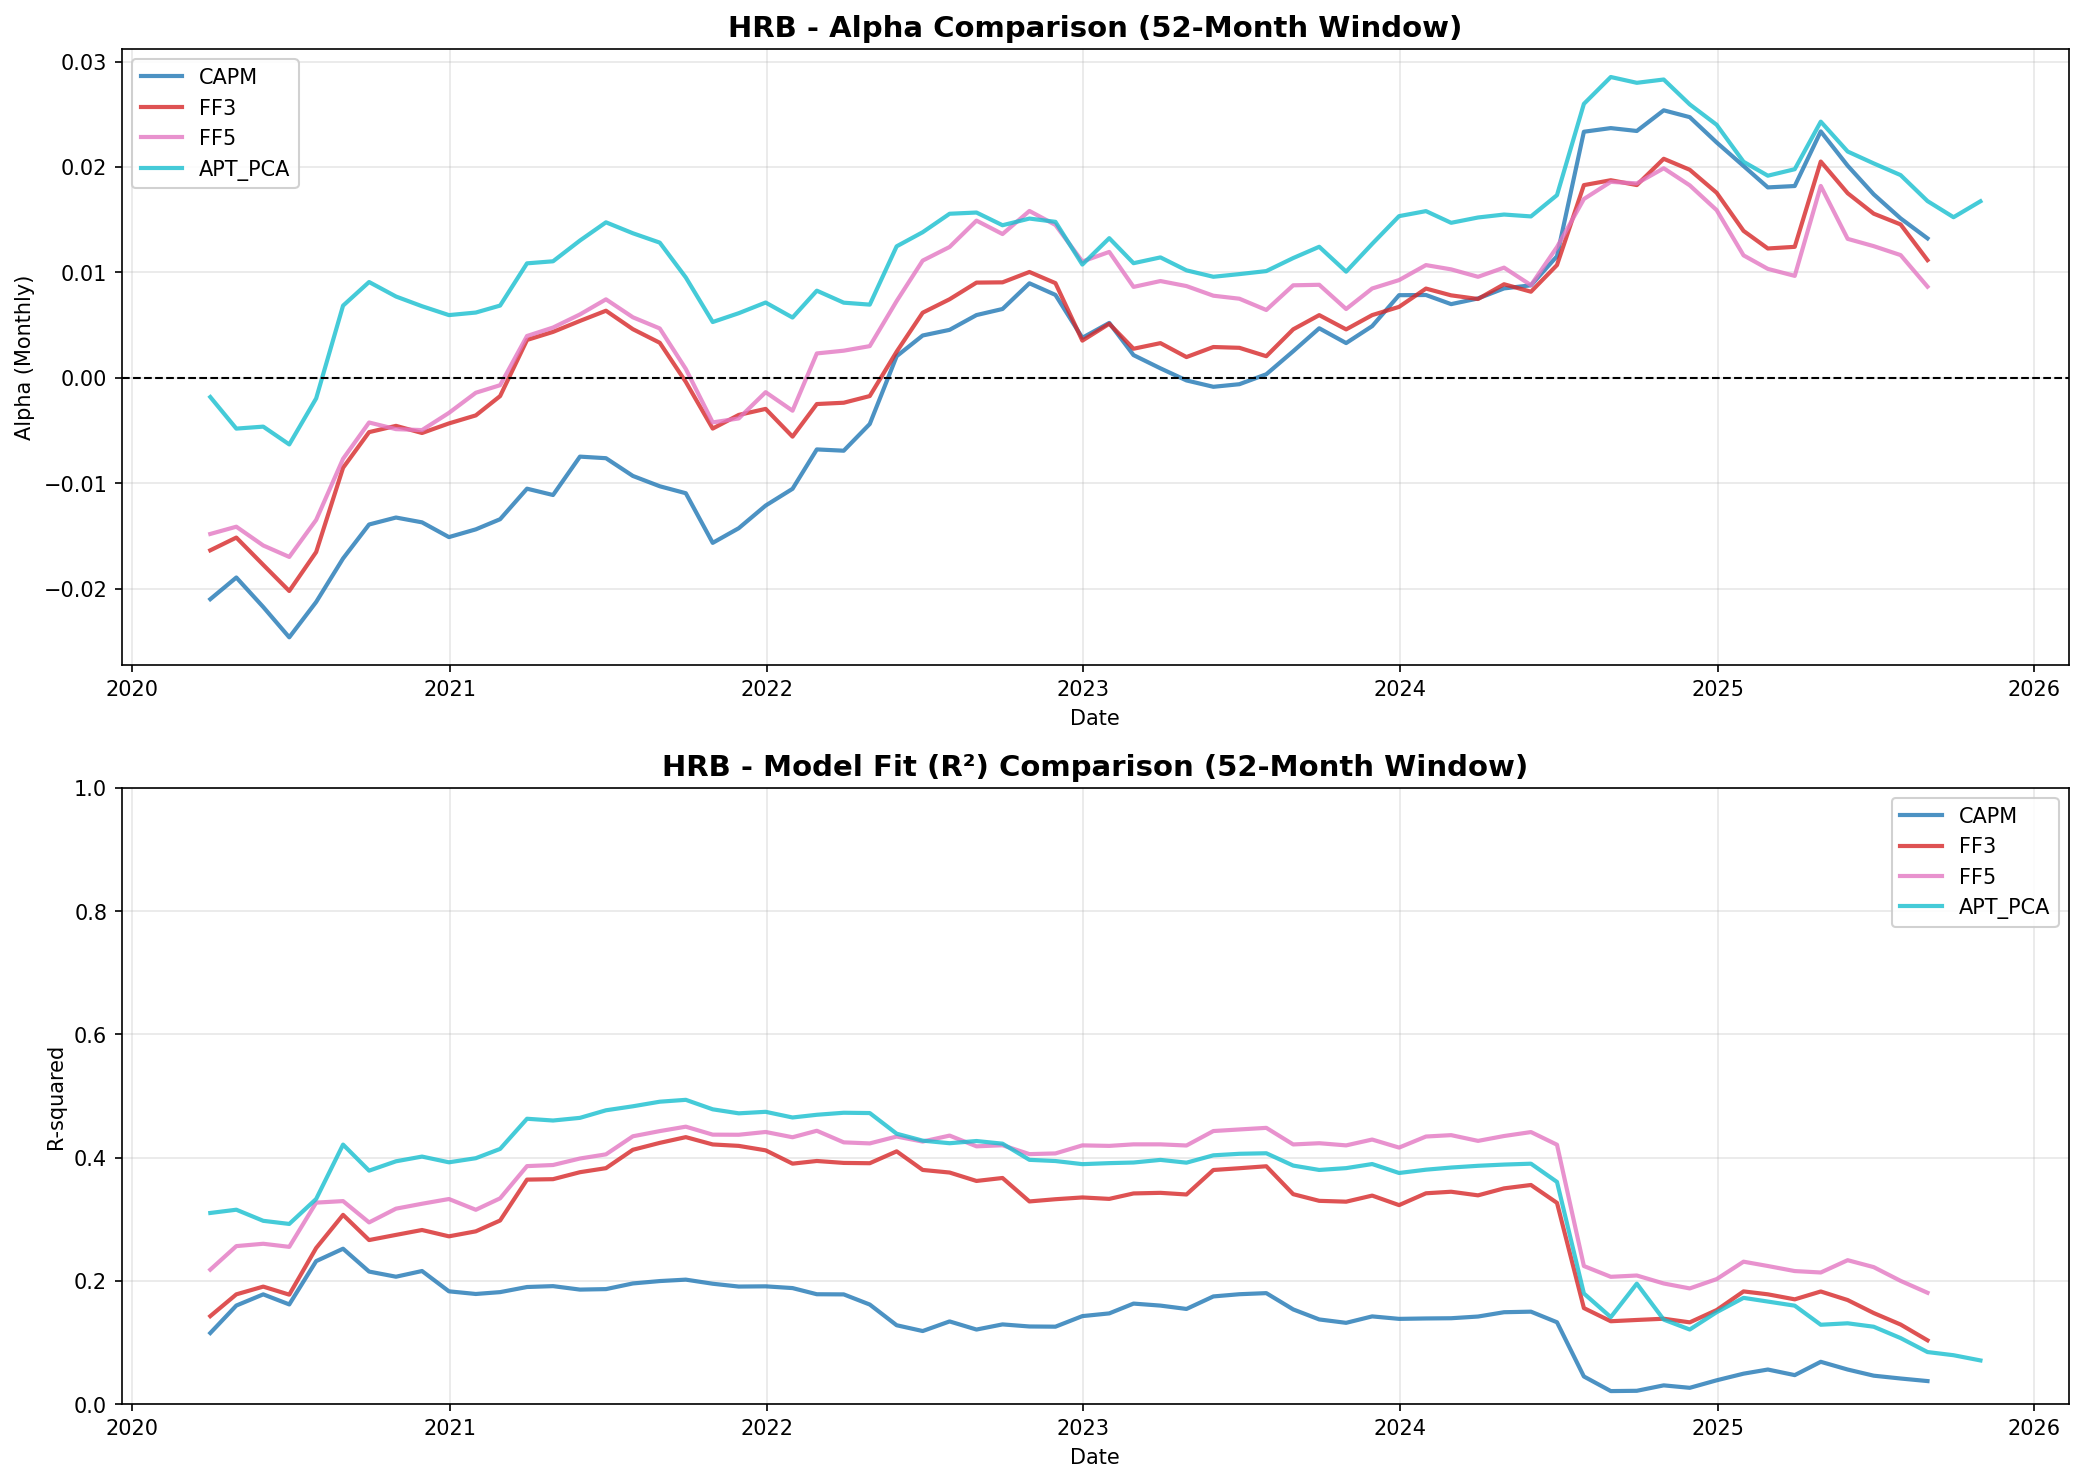 HRB - Alpha Comparison (52-Month Window)
CAPM
FF3
FF5
APT_PCA
0.03
0.02
0.01
0.00
−0.01
−0.02
Alpha (Monthly)
2020 2021 2022 2023 2024 2025 2026
Date
HRB - Model Fit (R²) Comparison (52-Month Window)
CAPM
FF3
FF5
APT_PCA
1.0
0.8
0.6
0.4
0.2
0.0
R-squared
2020 2021 2022 2023 2024 2025 2026
Date